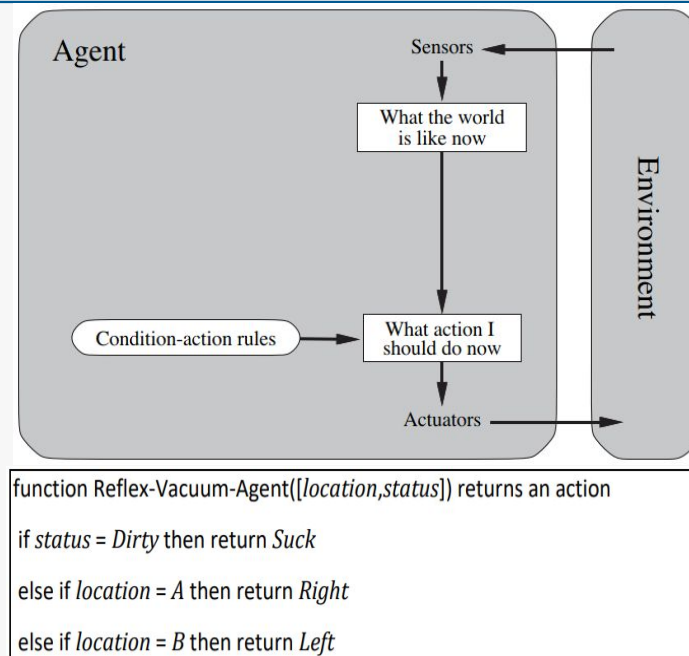 Agent
Sensors
What the world
is like now
Environment
Condition-action rules
What action I
should do now
Actuators
function Reflex-Vacuum-Agent([location,status]) returns an action
if status = Dirty then return Suck
else if location = A then return Right
else if location = B then return Left